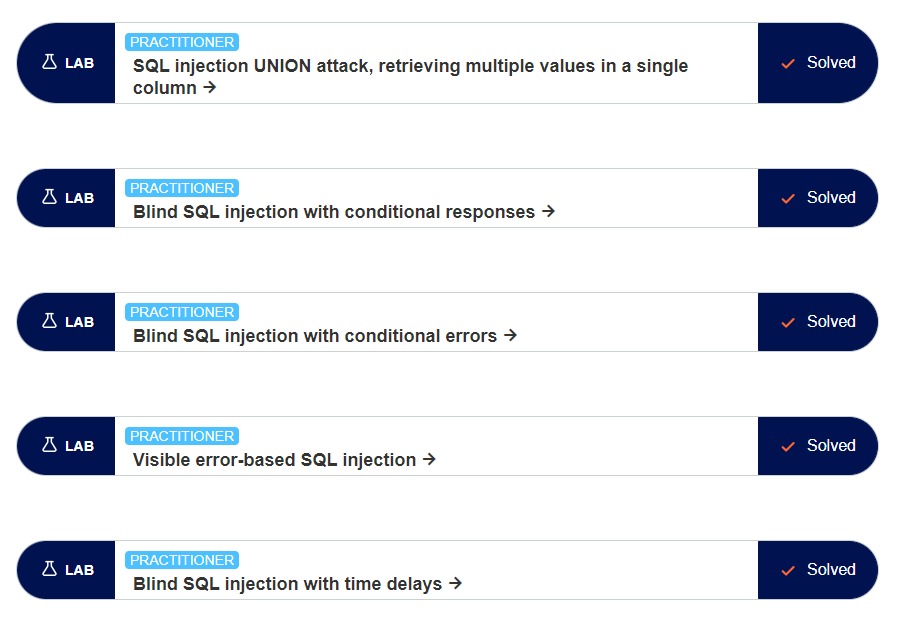 LAB
PRACTITIONER
SQL injection UNION attack, retrieving multiple values in a single
column →
Solved
LAB
PRACTITIONER
Blind SQL injection with conditional responses →
Solved
LAB
PRACTITIONER
Blind SQL injection with conditional errors →
Solved
LAB
PRACTITIONER
Visible error-based SQL injection →
Solved
LAB
PRACTITIONER
Blind SQL injection with time delays →
Solved